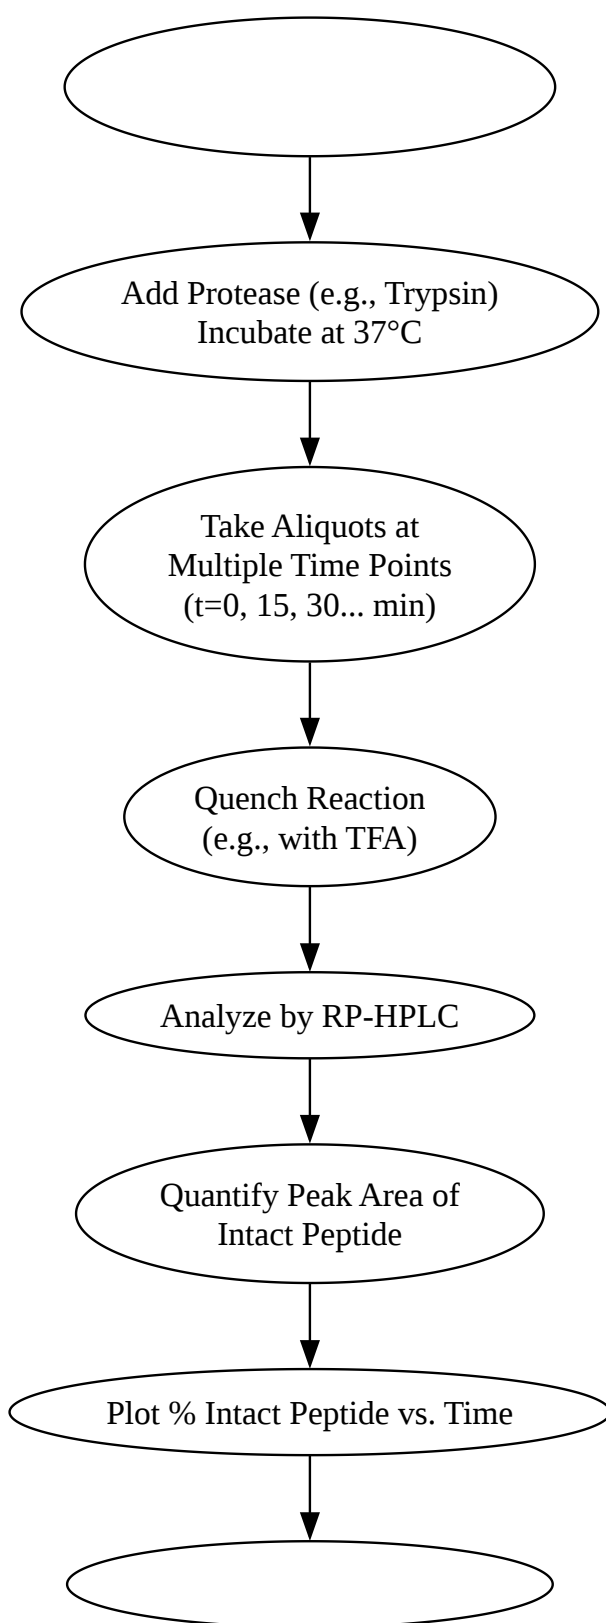 Add Protease (e.g., Trypsin)
Incubate at 37°C
Take Aliquots at
Multiple Time Points
(t=0, 15, 30... min)
Quench Reaction
(e.g., with TFA)
Analyze by RP-HPLC
Quantify Peak Area of
Intact Peptide
Plot % Intact Peptide vs. Time